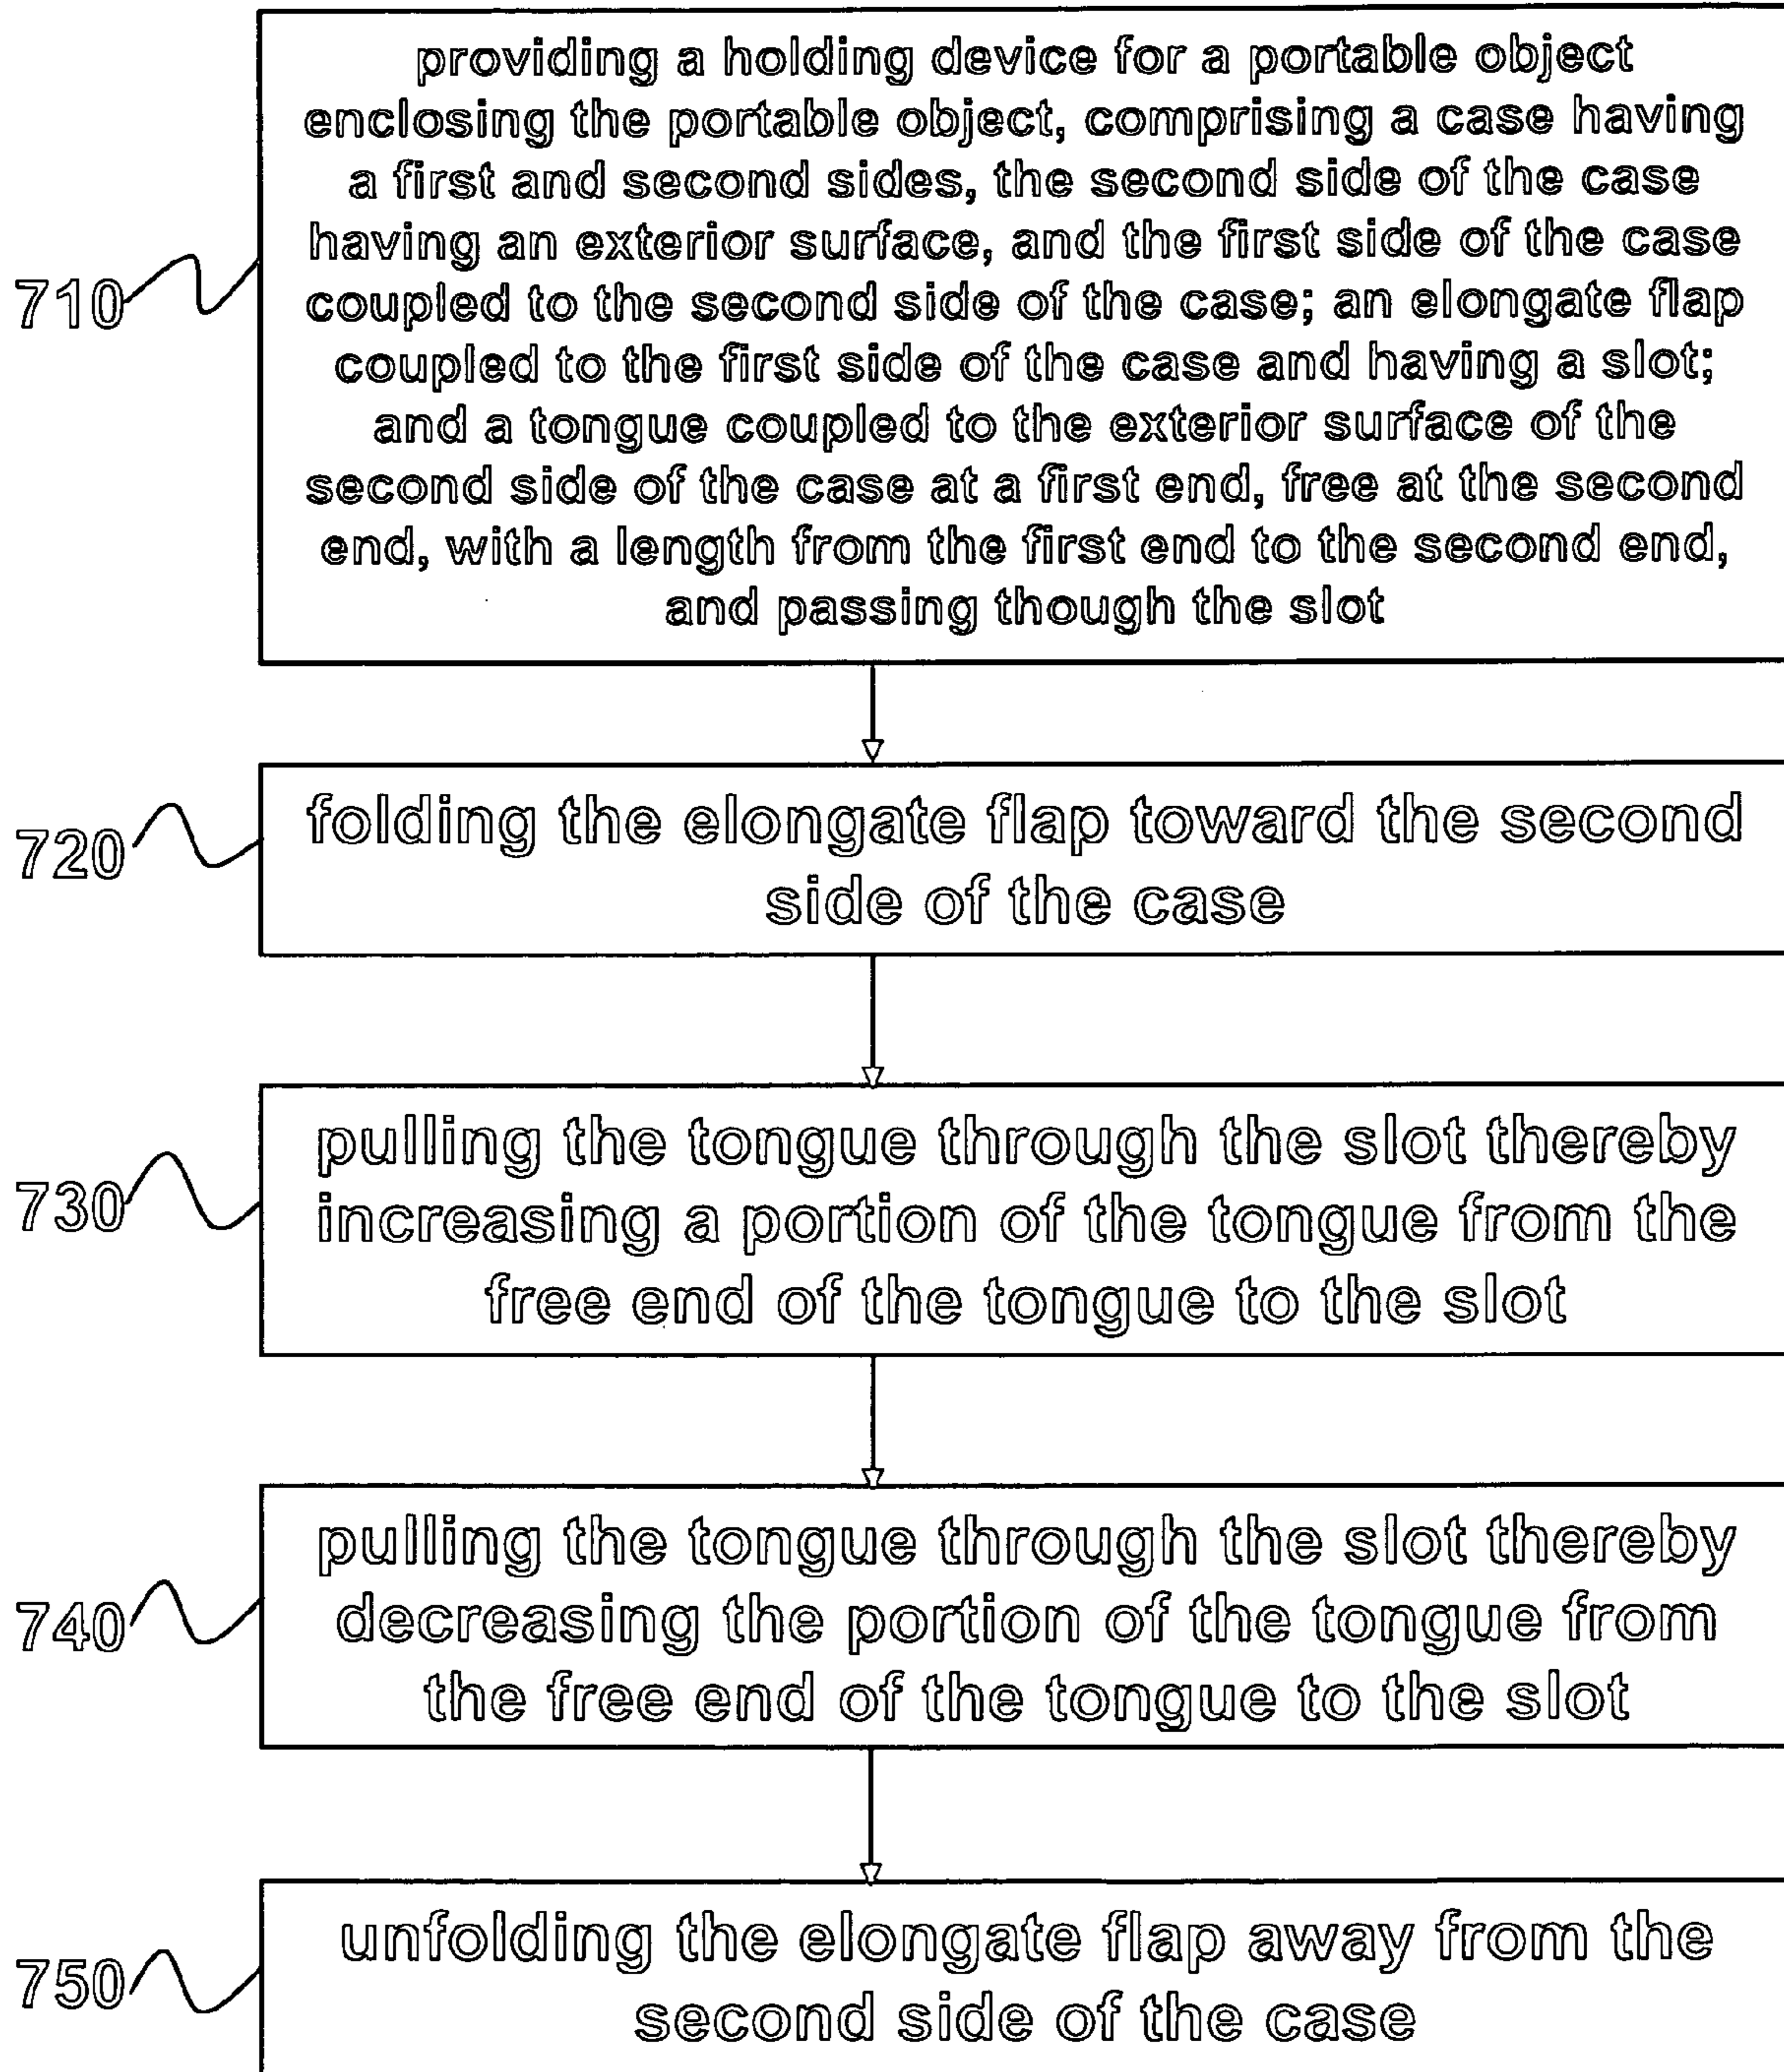 providing a holding device for a portable object
enclosing the portable object, comprising a case having
a first and second sides, the second side of the case
having an exterior surface, and the first side of the case
710
coupled to the second side of the case; an elongate flap
coupled to the first side of the case and having a slot;
and a tongue coupled to the exterior surface of the
second side of the case at a first end, free at the second
end, with a length from the first end to the second end,
and passing though the slot
720
folding the elongate flap toward the second
side of the case
730
pulling the tongue through the slot thereby
increasing a portion of the tongue from the
free end of the tongue to the slot
740
pulling the tongue through the slot thereby
decreasing the portion of the tongue from
the free end of the tongue to the slot
750
unfolding the elongate flap away from the
second side of the case